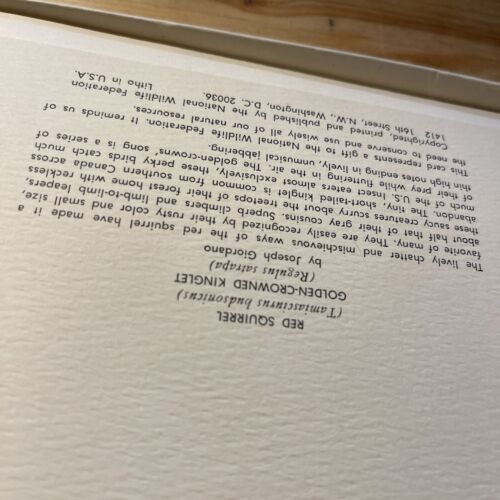 RED SQUIRREL
(Tamiasciurus hudsonicus)
GOLDEN-CROWNED KINGLET
(Regulus satrapa)
by Joseph Giordano
The lively chatter and mischievous ways of the red squirrel have made it a
favorite of many. They are easily recognized by their rusty color and small size,
about half that of their gray cousins. Superb climbers and limb-to-limb leapers,
these saucy creatures scurry about the treetops of their forest home with reckless
abandon. The tiny, short-tailed kinglet is common from southern Canada across
much of the U.S. Insect eaters almost exclusively, these perky birds catch much
of their prey while fluttering in the air. The golden-crowns' song is a series of
thin high notes ending in lively, unmusical jabbering.
This card represents a gift to the National Wildlife Federation. It reminds us of
the need to conserve and use wisely all of our natural resources.
Copyrighted, printed and published by the National Wildlife Federation
1412 16th Street, N.W., Washington, D.C. 20036.
Litho in U.S.A.